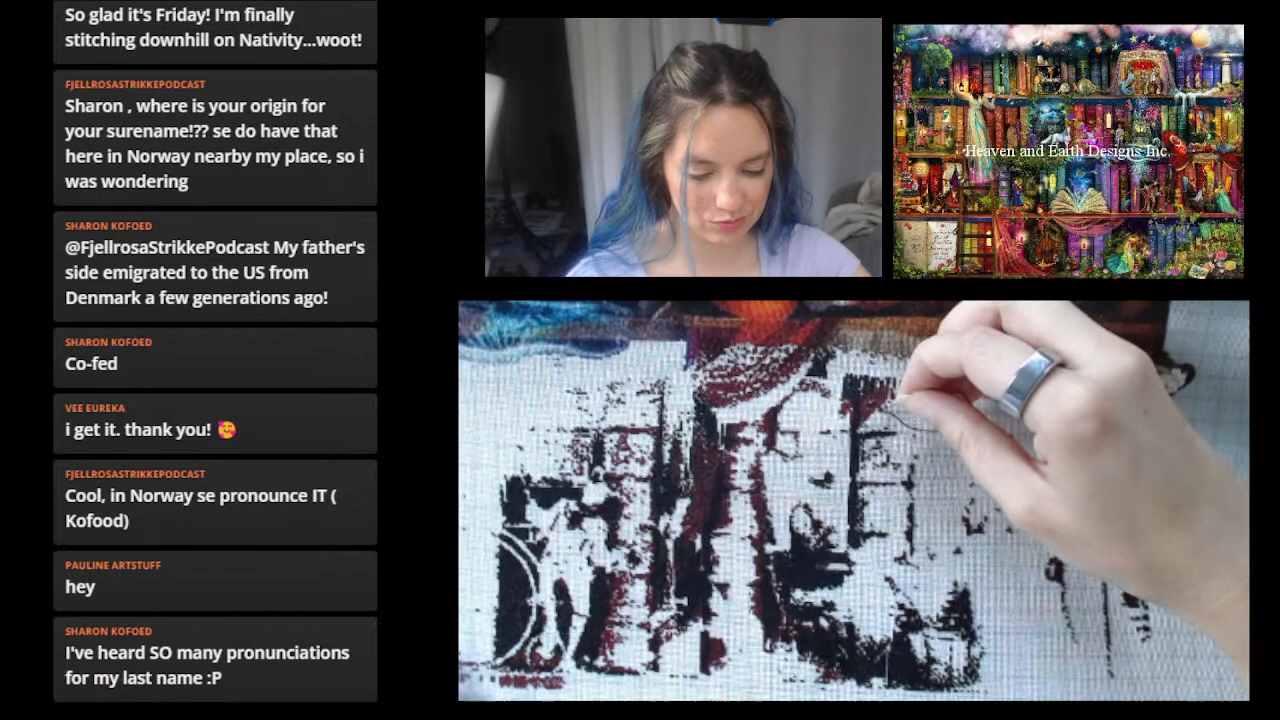 So glad it's Friday! I'm finally
stitching downhill on Nativity...woot!
FJELLROSASTRIKKEPODCAST
Sharon , where is your origin for
your surename!?? se do have that
here in Norway nearby my place, so i
was wondering
SHARON KOFOED
@FjellrosaStrikkePodcast My father's
side emigrated to the US from
Denmark a few generations ago!
SHARON KOFOED
Co-fed
VEE EUREKA
i get it. thank you! 🥰
FJELLROSASTRIKKEPODCAST
Cool, in Norway se pronounce IT (
Kofood)
PAULINE ARTSTUFF
hey
SHARON KOFOED
I've heard SO many pronunciations
for my last name :P
Heaven and Earth Designs Inc.